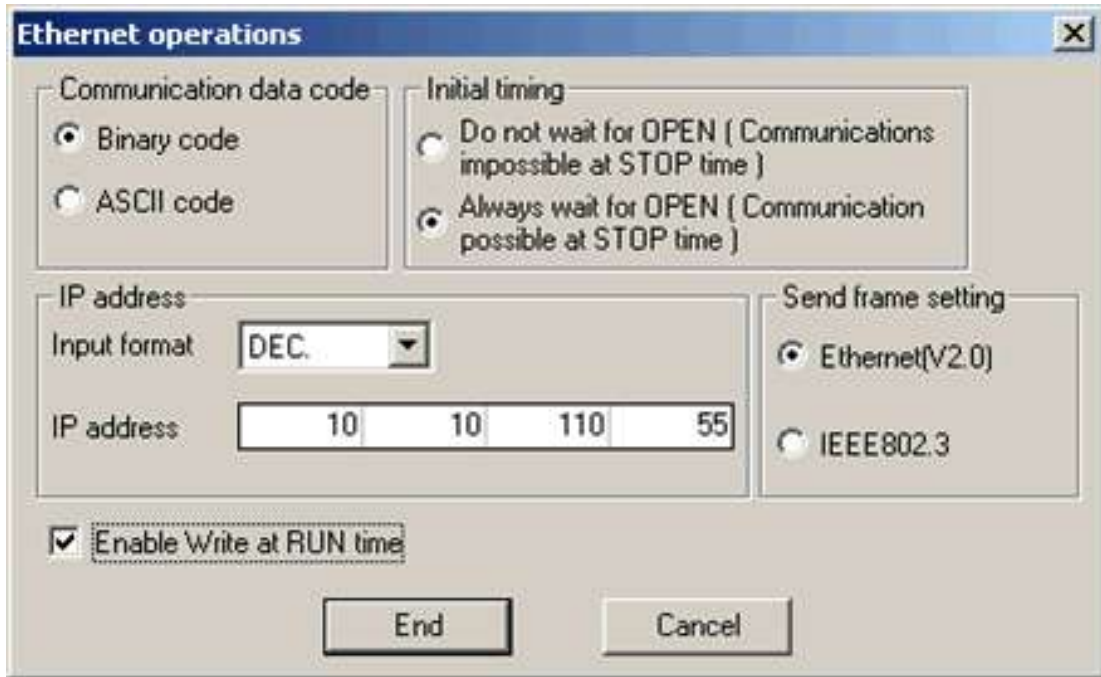 Ethernet operations
Communication data code
Binary code
ASCII code
Initial timing
Do not wait for OPEN ( Communications
impossible at STOP time )
Always wait for OPEN ( Communication
possible at STOP time )
IP address
Input format DEC.
IP address 10 10 110 55
Send frame setting
Ethernet(V2.0)
IEEE802.3
Enable Write at RUN time
End Cancel